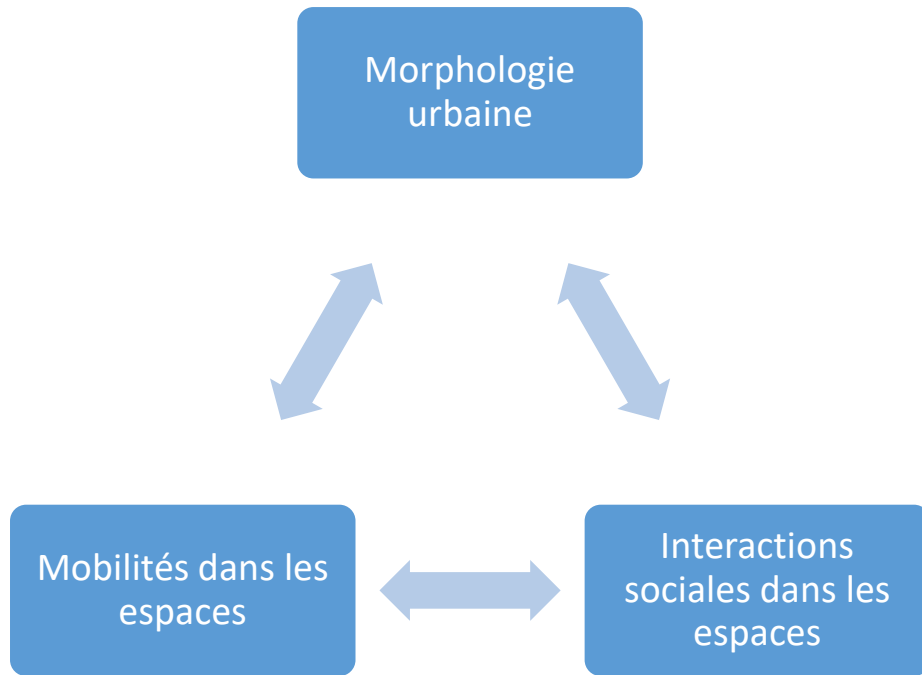 Morphologie
urbaine
Mobilités dans les
espaces
Interactions
sociales dans les
espaces